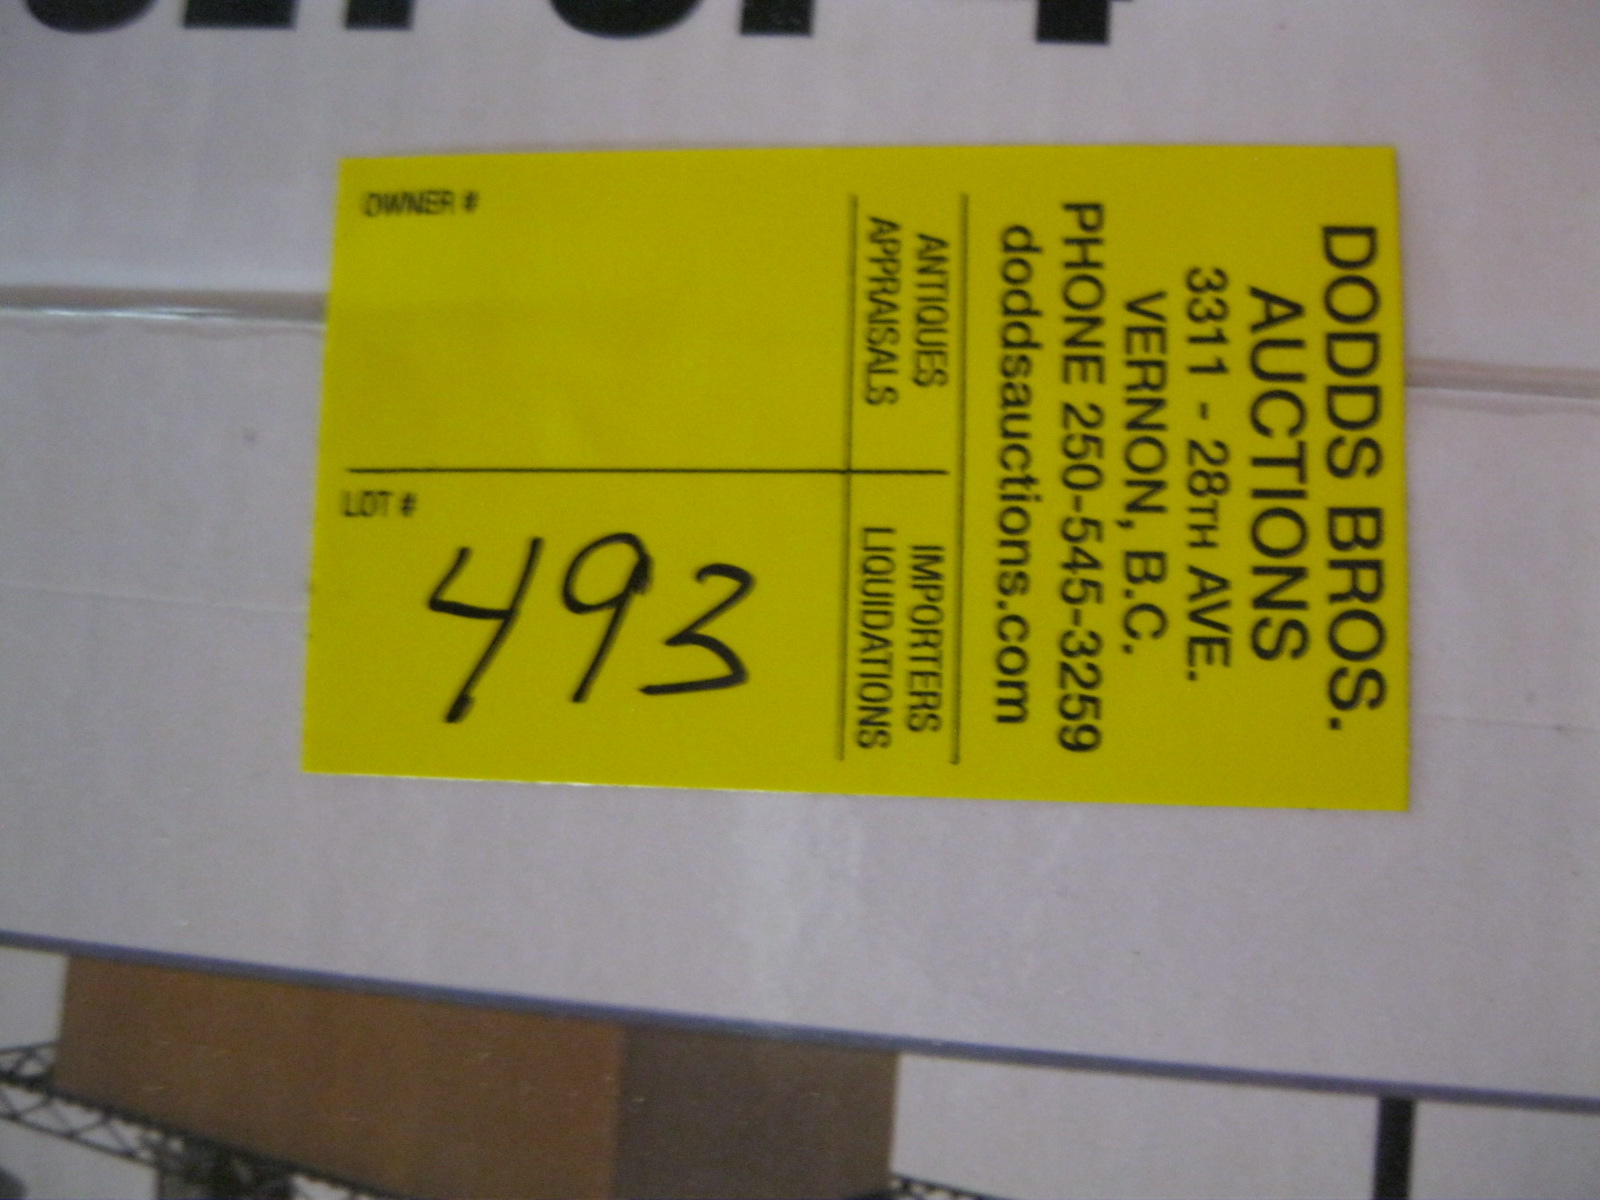 DODDS BROS.
AUCTIONS
3311 - 28TH AVE.
VERNON, B.C.
PHONE 250-545-3259
doddsauctions.com
ANTIQUES
APPRAISALS
IMPORTERS
LIQUIDATIONS
OWNER #
LOT #
493